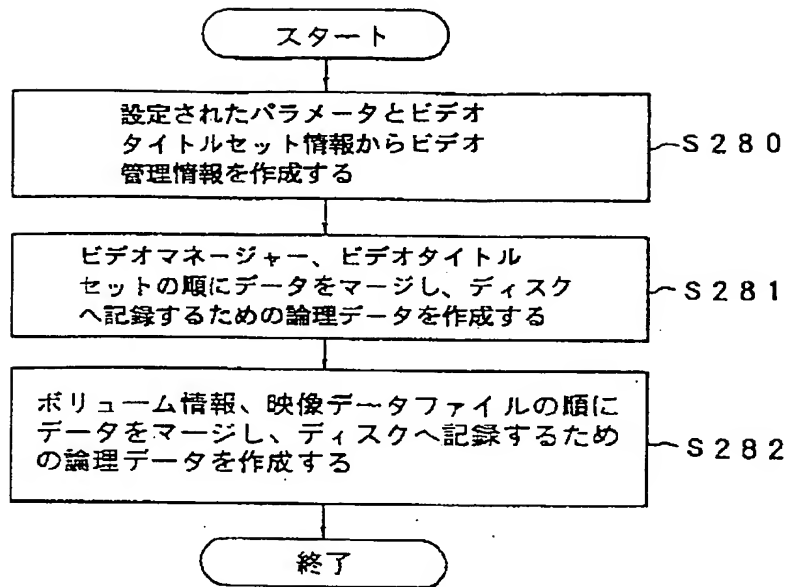 スタート
設定されたパラメータとビデオ
タイトルセット情報からビデオ
管理情報を作成する
S280
ビデオマネージャー、ビデオタイトル
セットの順にデータをマージし、ディスク
へ記録するための論理データを作成する
S281
ボリューム情報、映像データファイルの順に
データをマージし、ディスクへ記録するため
の論理データを作成する
S282
終了